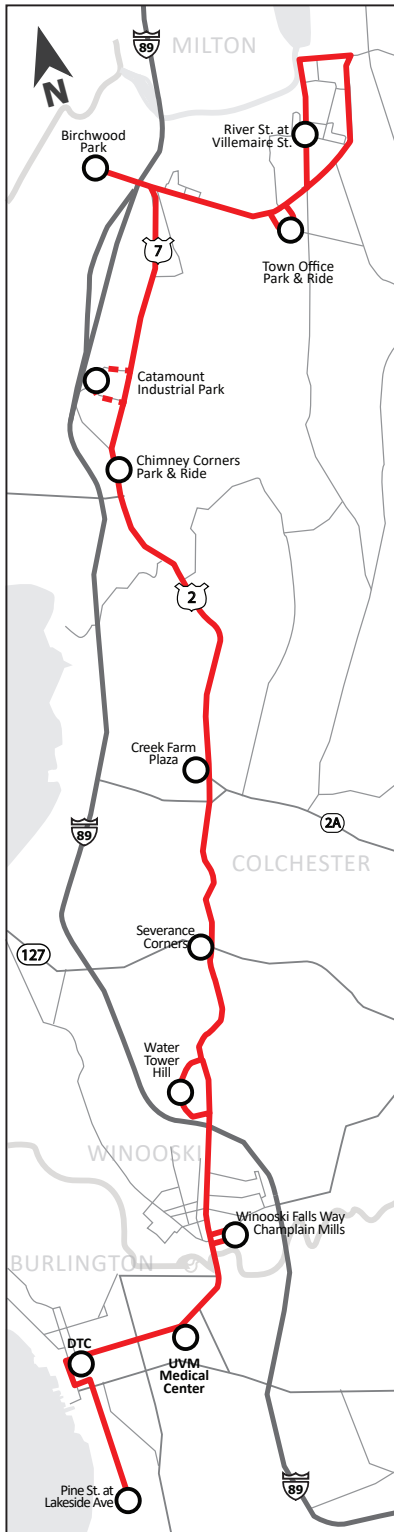 89
MILTON
N
Birchwood
Park
River St. at
Villemaire St.
7
Town Office
Park & Ride
Catamount
Industrial Park
Chimney Corners
Park & Ride
2
Creek Farm
Plaza
2A
89
COLCHESTER
Severance
Corners
127
Water
Tower
Hill
WINOOSKI
Winooski Falls Way
Champlain Mills
BURLINGTON
DTC
UVM
Medical
Center
Pine St. at
Lakeside Ave
89